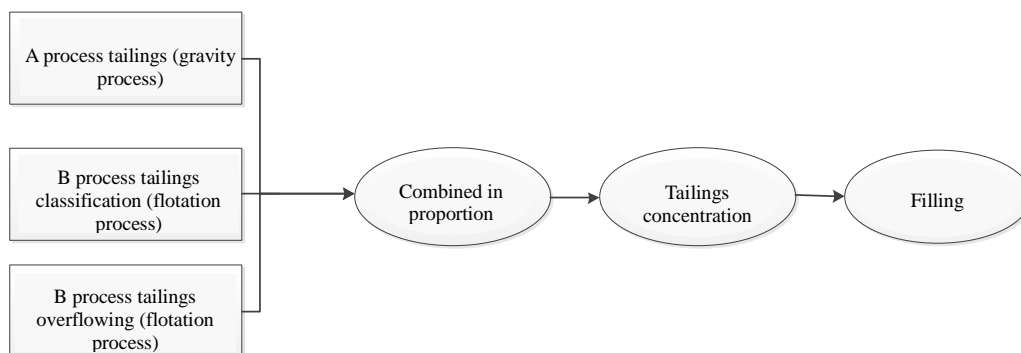 A process tailings (gravity
process)
B process tailings
classification (flotation
process)
B process tailings
overflowing (flotation
process)
Combined in
proportion
Tailings
concentration
Filling